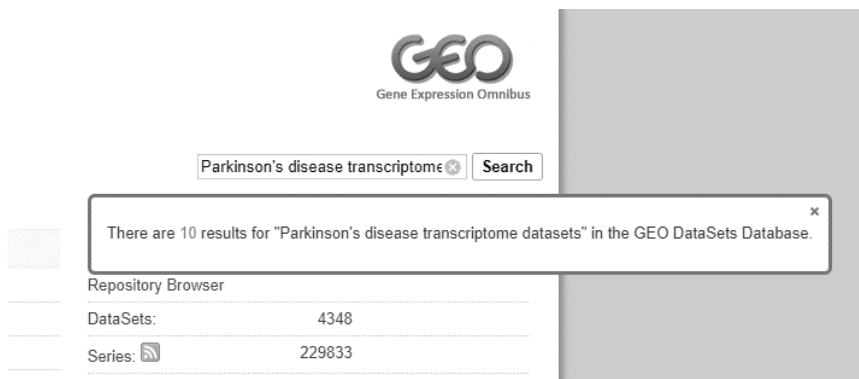 GEO
Gene Expression Omnibus
Parkinson's disease transcriptome Search
×
There are 10 results for "Parkinson's disease transcriptome datasets" in the GEO DataSets Database.
Repository Browser
DataSets: 4348
Series: 229833